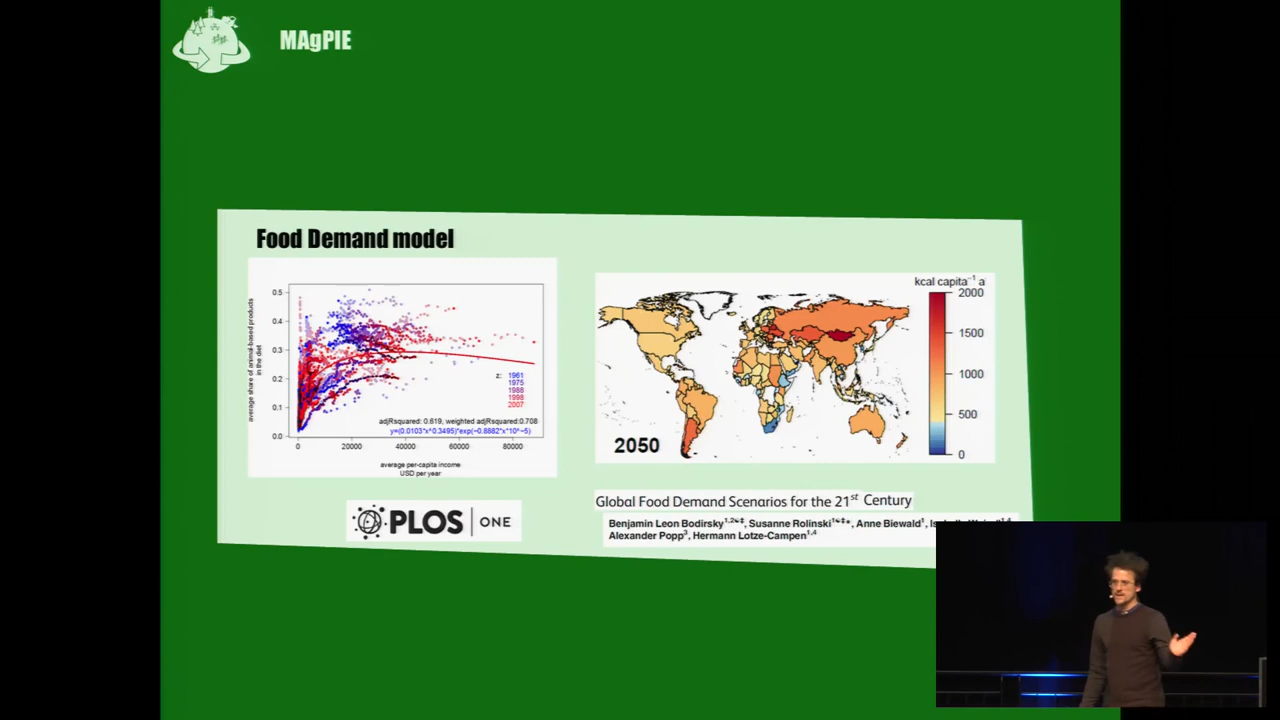 MAgPIE
Food Demand model
average share of animal-based products
in the diet
0.5
0.4
0.3
0.2
0.1
0.0
z: 1961
1975
1988
1998
2007
adjRsquared: 0.619, weighted adjRsquared:0.708
0 20000 40000 60000 80000
average per-capita income
USD per year
kcal capita⁻¹ a
2000
1500
1000
500
0
2050
PLOS ONE
Global Food Demand Scenarios for the 21st Century
Benjamin Leon Bodirsky, Susanne Rolinski, Anne Biewald
Alexander Popp, Hermann Lotze-Campen